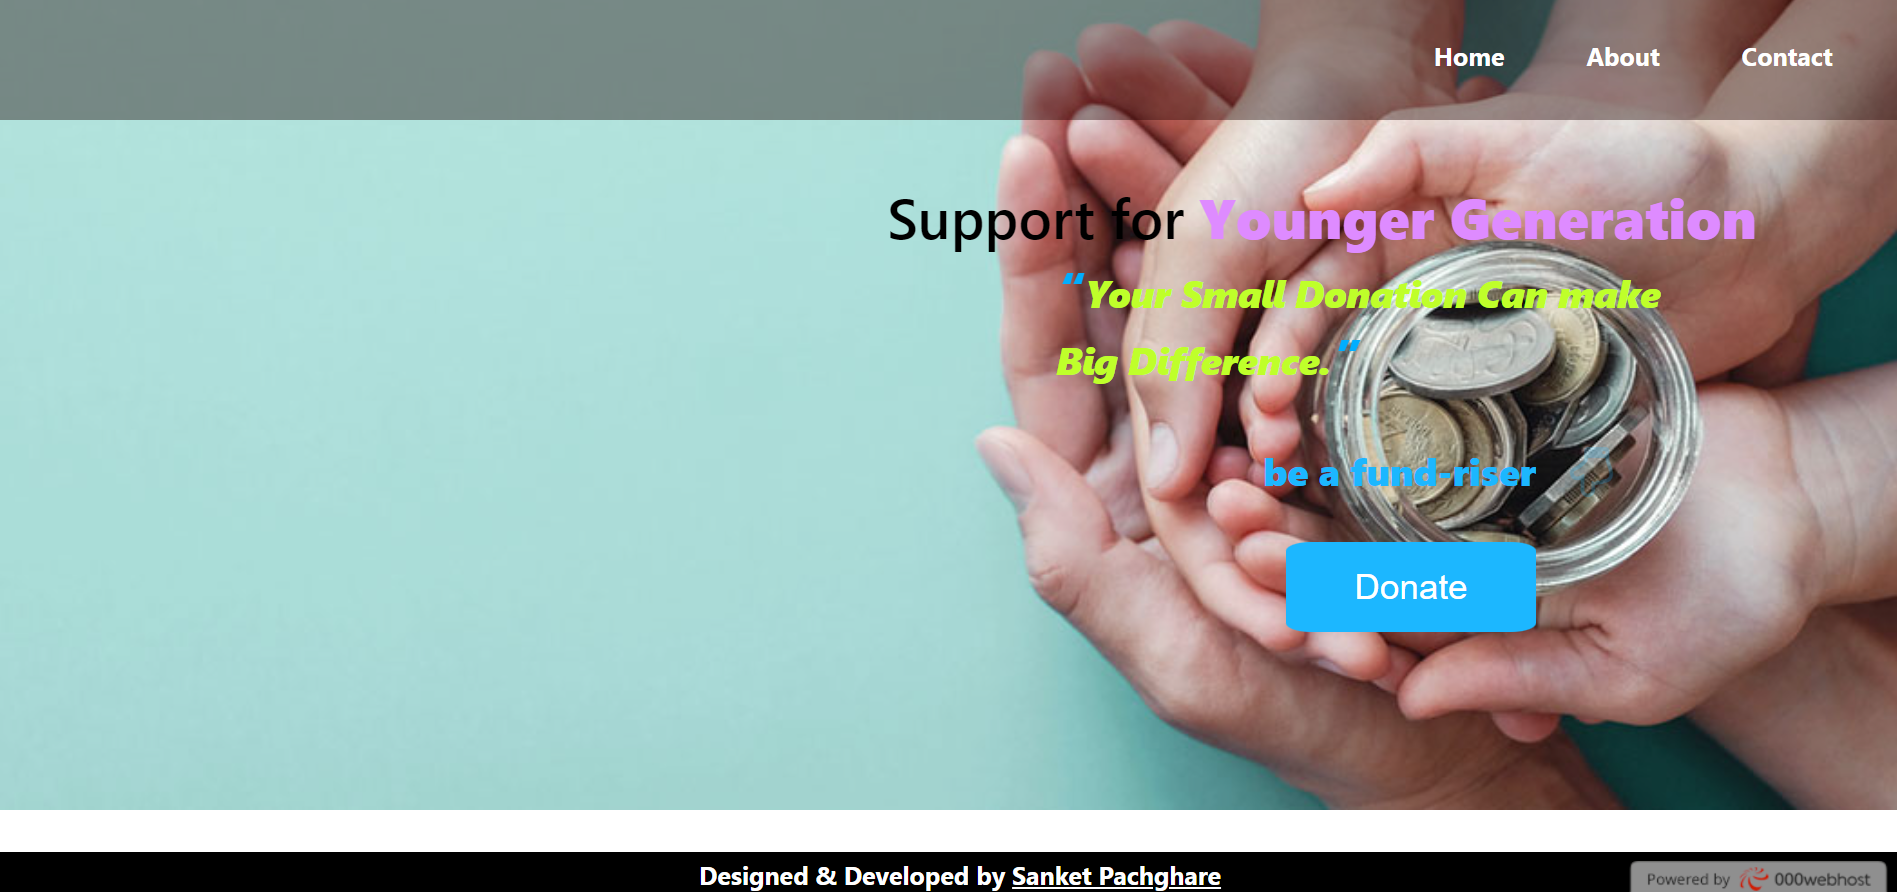 Home About Contact
Support for Younger Generation
“Your Small Donation Can make
Big Difference.”
be a fund-riser
Donate
Designed & Developed by Sanket Pachghare
Powered by 000webhost